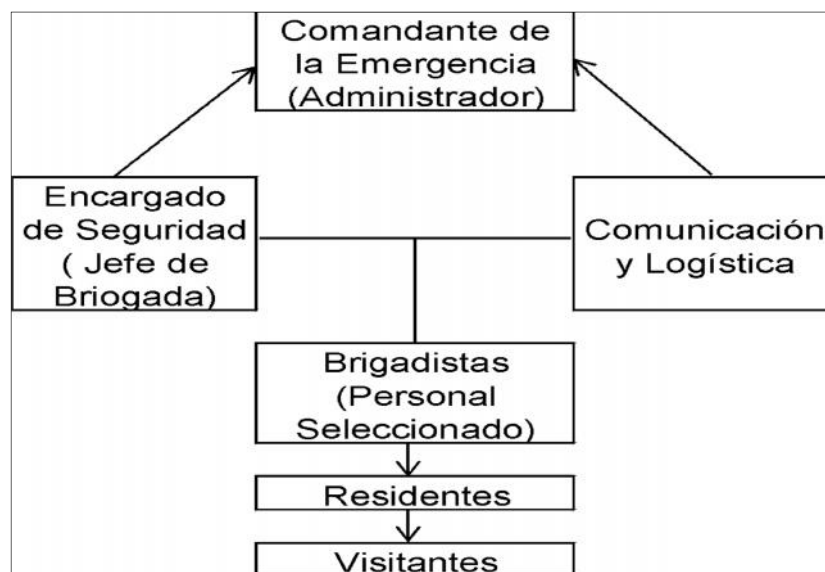 Comandante de
la Emergencia
(Administrador)
Encargado
de Seguridad
( Jefe de
Briogada)
Comunicación
y Logística
Brigadistas
(Personal
Seleccionado)
Residentes
Visitantes